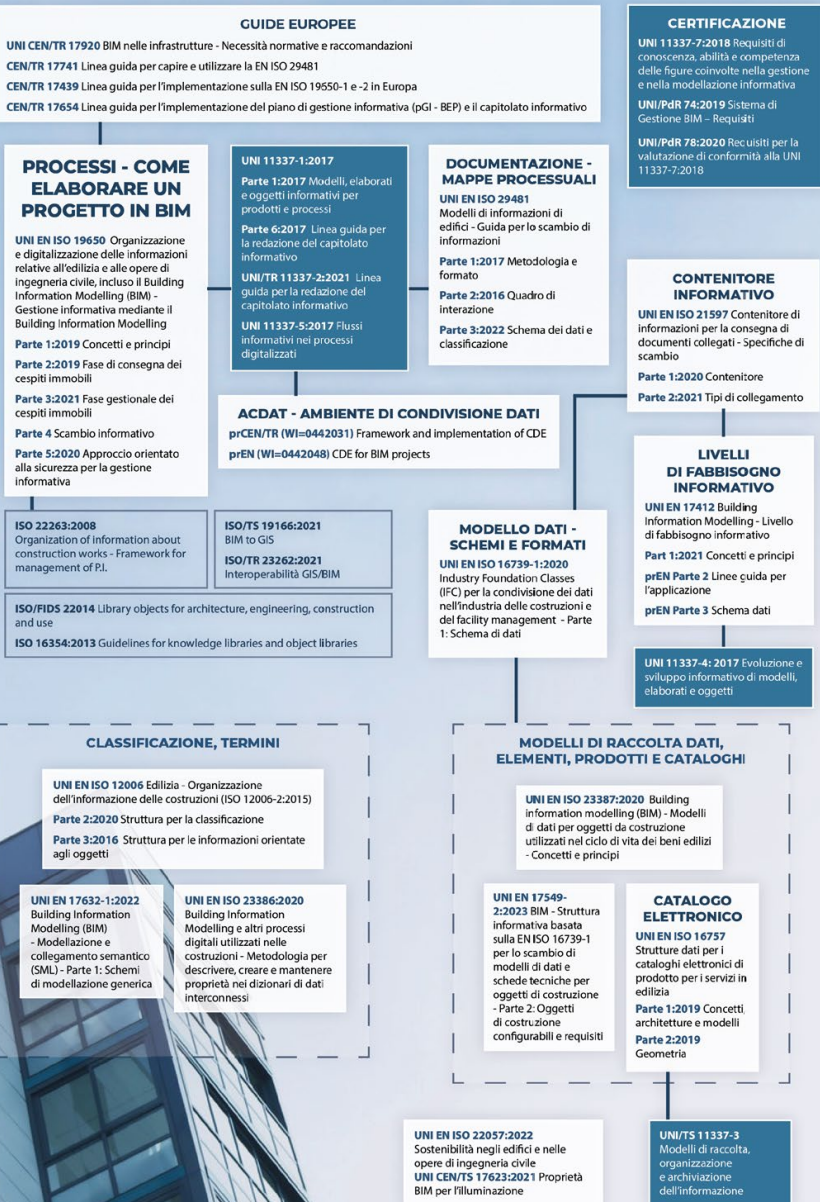 GUIDE EUROPEE
UNI CEN/TR 17920 BIM nelle infrastrutture - Necessità normative e raccomandazioni
CEN/TR 17741 Linea guida per capire e utilizzare la EN ISO 29481
CEN/TR 17439 Linea guida per l'implementazione sulla EN ISO 19650-1 e -2 in Europa
CEN/TR 17654 Linea guida per l'implementazione del piano di gestione informativa (pGI - BEP) e il capitolato informativo
CERTIFICAZIONE
UNI 11337-7:2018 Requisiti di
conoscenza, abilità e competenza
delle figure coinvolte nella gestione
e nella modellazione informativa
UNI/PdR 74:2019 Sistema di
Gestione BIM – Requisiti
UNI/PdR 78:2020 Requisiti per la
valutazione di conformità alla UNI
11337-7:2018
PROCESSI - COME
ELABORARE UN
PROGETTO IN BIM
UNI EN ISO 19650 Organizzazione
e digitalizzazione delle informazioni
relative all'edilizia e alle opere di
ingegneria civile, incluso il Building
Information Modelling (BIM) -
Gestione informativa mediante il
Building Information Modelling
Parte 1:2019 Concetti e principi
Parte 2:2019 Fase di consegna dei
cespiti immobili
Parte 3:2021 Fase gestionale dei
cespiti immobili
Parte 4 Scambio informativo
Parte 5:2020 Approccio orientato
alla sicurezza per la gestione
informativa
UNI 11337-1:2017
Parte 1:2017 Modelli, elaborati
e oggetti informativi per
prodotti e processi
Parte 6:2017 Linea guida per
la redazione del capitolato
informativo
UNI/TR 11337-2:2021 Linea
guida per la redazione del
capitolato informativo
UNI 11337-5:2017 Flussi
informativi nei processi
digitalizzati
DOCUMENTAZIONE -
MAPPE PROCESSUALI
UNI EN ISO 29481
Modelli di informazioni di
edifici - Guida per lo scambio di
informazioni
Parte 1:2017 Metodologia e
formato
Parte 2:2016 Quadro di
interazione
Parte 3:2022 Schema dei dati e
classificazione
CONTENITORE
INFORMATIVO
UNI EN ISO 21597 Contenitore di
informazioni per la consegna di
documenti collegati - Specifiche di
scambio
Parte 1:2020 Contenitore
Parte 2:2021 Tipi di collegamento
ACDAT - AMBIENTE DI CONDIVISIONE DATI
prCEN/TR (WI=0442031) Framework and implementation of CDE
prEN (WI=0442048) CDE for BIM projects
LIVELLI
DI FABBISOGNO
INFORMATIVO
UNI EN 17412 Building
Information Modelling - Livello
di fabbisogno informativo
Part 1:2021 Concetti e principi
prEN Parte 2 Linee guida per
l'applicazione
prEN Parte 3 Schema dati
ISO 22263:2008
Organization of information about
construction works - Framework for
management of P.I.
ISO/TS 19166:2021
BIM to GIS
ISO/TR 23262:2021
Interoperabilità GIS/BIM
ISO/FIDS 22014 Library objects for architecture, engineering, construction
and use
ISO 16354:2013 Guidelines for knowledge libraries and object libraries
MODELLO DATI -
SCHEMI E FORMATI
UNI EN ISO 16739-1:2020
Industry Foundation Classes
(IFC) per la condivisione dei dati
nell'industria delle costruzioni e
del facility management - Parte
1: Schema di dati
UNI 11337-4: 2017 Evoluzione e
sviluppo informativo di modelli,
elaborati e oggetti
CLASSIFICAZIONE, TERMINI
UNI EN ISO 12006 Edilizia - Organizzazione
dell'informazione delle costruzioni (ISO 12006-2:2015)
Parte 2:2020 Struttura per la classificazione
Parte 3:2016 Struttura per le informazioni orientate
agli oggetti
UNI EN 17632-1:2022
Building Information
Modelling (BIM)
- Modellazione e
collegamento semantico
(SML) - Parte 1: Schemi
di modellazione generica
UNI EN ISO 23386:2020
Building Information
Modelling e altri processi
digitali utilizzati nelle
costruzioni - Metodologia per
descrivere, creare e mantenere
proprietà nei dizionari di dati
interconnessi
MODELLI DI RACCOLTA DATI,
ELEMENTI, PRODOTTI E CATALOGHI
UNI EN ISO 23387:2020 Building
information modelling (BIM) - Modelli
di dati per oggetti da costruzione
utilizzati nel ciclo di vita dei beni edilizi
- Concetti e principi
UNI EN 17549-
2:2023 BIM - Struttura
informativa basata
sulla EN ISO 16739-1
per lo scambio di
modelli di dati e
schede tecniche per
oggetti di costruzione
- Parte 2: Oggetti
di costruzione
configurabili e requisiti
CATALOGO
ELETTRONICO
UNI EN ISO 16757
Strutture dati per i
cataloghi elettronici di
prodotto per i servizi in
edilizia
Parte 1:2019 Concetti,
architetture e modelli
Parte 2:2019
Geometria
UNI EN ISO 22057:2022
Sostenibilità negli edifici e nelle
opere di ingegneria civile
UNI CEN/TS 17623:2021 Proprietà
BIM per l'illuminazione
UNI/TS 11337-3
Modelli di raccolta,
organizzazione
e archiviazione
dell'informazione